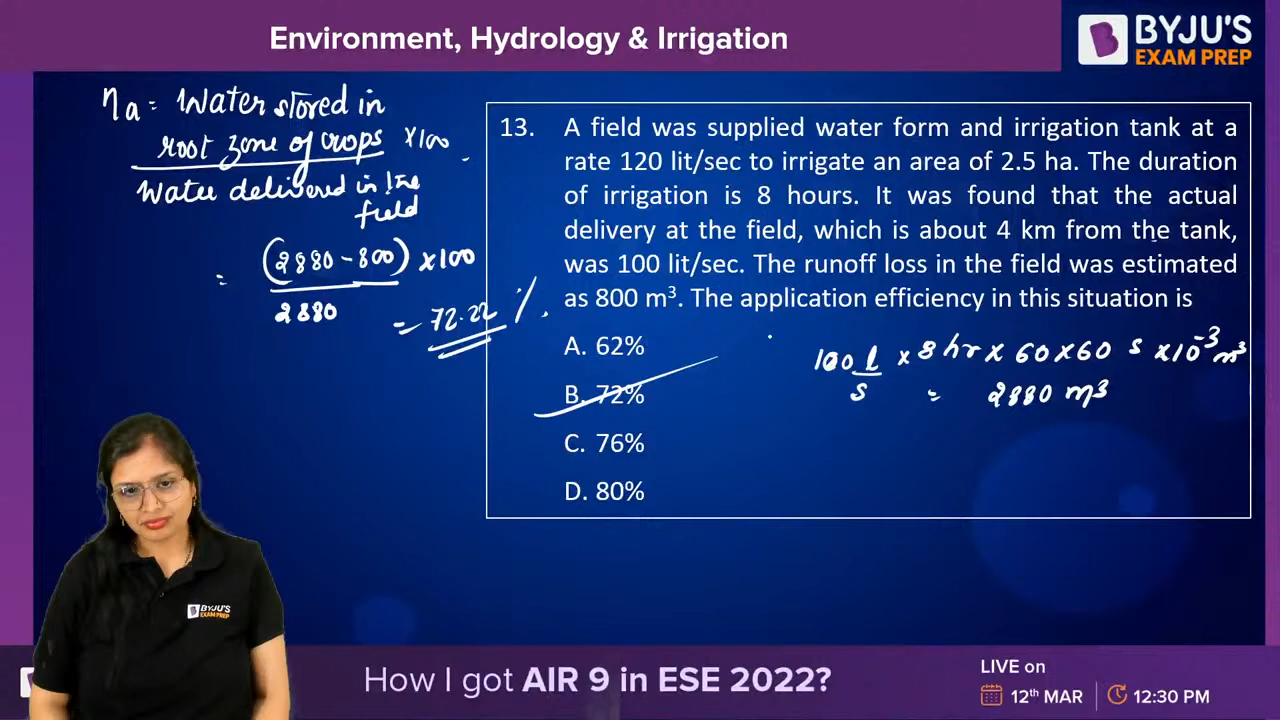 Environment, Hydrology & Irrigation
BYJU'S
EXAM PREP
ηa = Water stored in
root zone of crops ×100
Water delivered in the
field
= (2880 - 800) ×100
2880
= 72.22 %.
13. A field was supplied water form and irrigation tank at a
rate 120 lit/sec to irrigate an area of 2.5 ha. The duration
of irrigation is 8 hours. It was found that the actual
delivery at the field, which is about 4 km from the tank,
was 100 lit/sec. The runoff loss in the field was estimated
as 800 m³. The application efficiency in this situation is
A. 62%
B. 72%
C. 76%
D. 80%
100 l × 8 hr × 60×60 s × 10⁻³ m³
s
= 2880 m³
BYJU'S
EXAM PREP
How I got AIR 9 in ESE 2022?
LIVE on
12th MAR | 12:30 PM